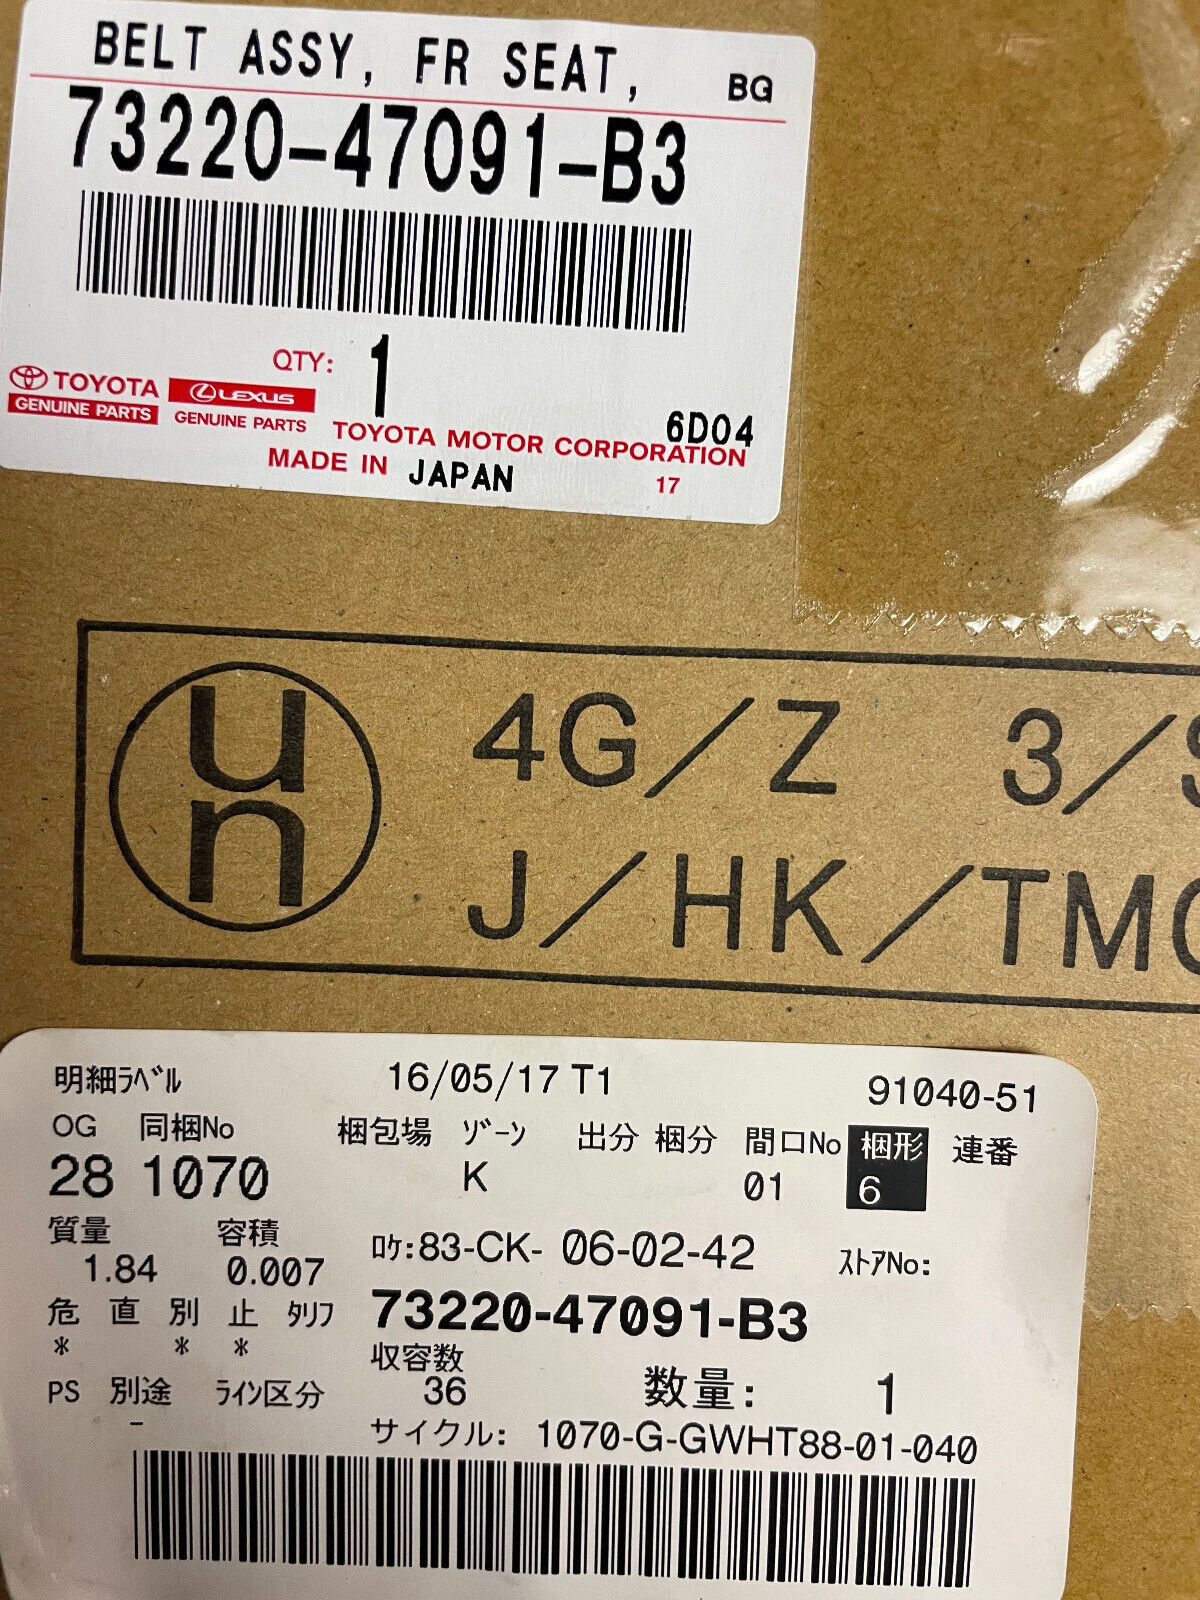 BELT ASSY, FR SEAT, BG
73220-47091-B3
QTY: 1
TOYOTA LEXUS
GENUINE PARTS GENUINE PARTS
6D04
TOYOTA MOTOR CORPORATION
MADE IN JAPAN 17
un
4G/Z 3/S
J/HK/TMC
明細ﾗﾍﾞﾙ 16/05/17 T1 91040-51
OG 同梱No 梱包場 ｿﾞｰﾝ 出分 梱分 間口No 梱形 連番
28 1070 K 01 6
質量 容積
1.84 0.007 ﾛｹ:83-CK- 06-02-42 ｽﾄｱNo:
危 直 別 止 ﾀﾘﾌ 73220-47091-B3
* * * 収容数
PS 別途 ﾗｲﾝ区分 36 数量: 1
- サイクル: 1070-G-GWHT88-01-040